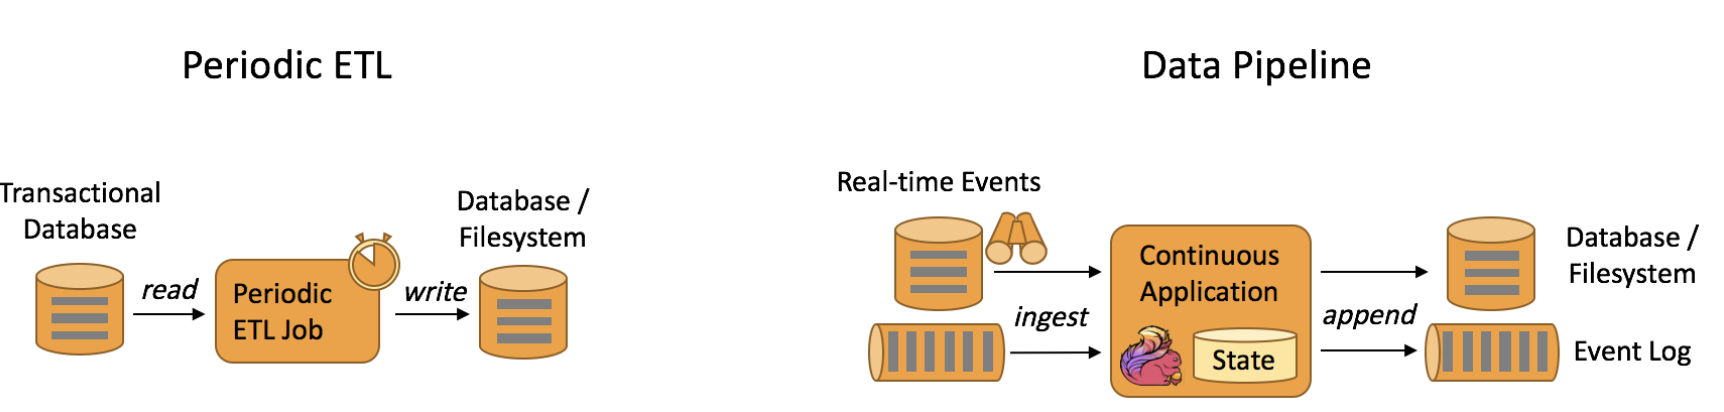 Periodic ETL
Transactional
Database
read
Periodic
ETL Job
write
Database /
Filesystem
Data Pipeline
Real-time Events
ingest
Continuous
Application
State
append
Database /
Filesystem
Event Log